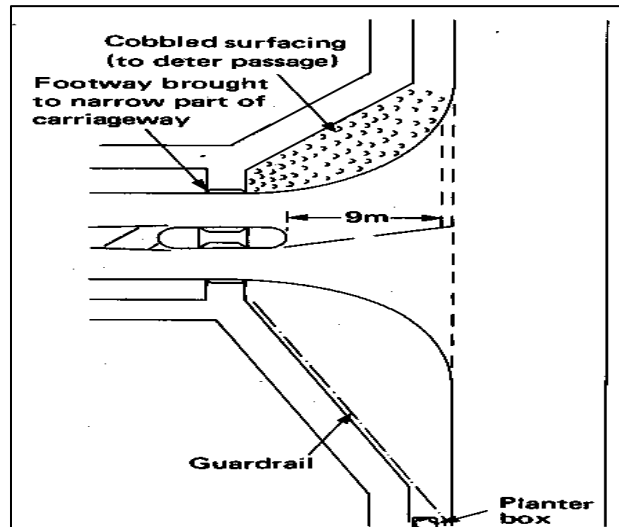 Cobbled surfacing
(to deter passage)
Footway brought
to narrow part of
carriageway
9m
Guardrail
Planter
box